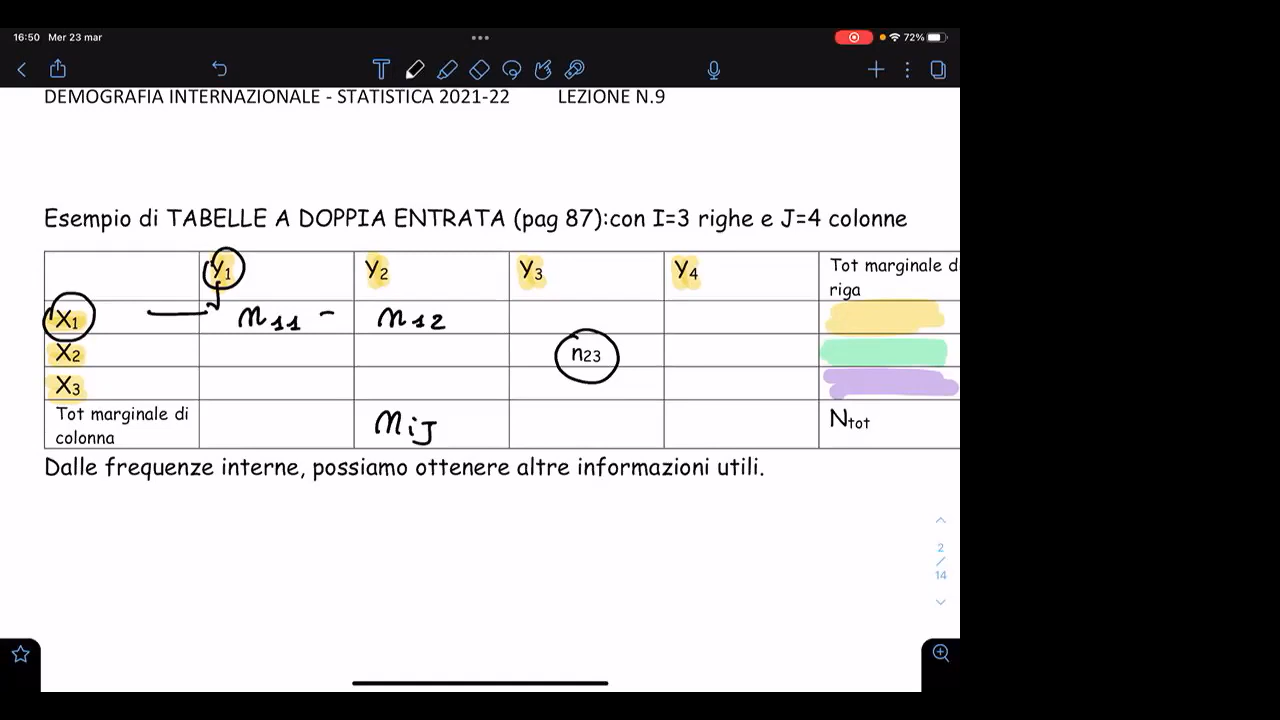 16:50 Mer 23 mar
72%
DEMOGRAFIA INTERNAZIONALE - STATISTICA 2021-22 LEZIONE N.9
Esempio di TABELLE A DOPPIA ENTRATA (pag 87):con I=3 righe e J=4 colonne
Y1 Y2 Y3 Y4 Tot marginale d
riga
X1 n11 - n12
X2 n23
X3
Tot marginale di
colonna
nij Ntot
Dalle frequenze interne, possiamo ottenere altre informazioni utili.
2
/
14